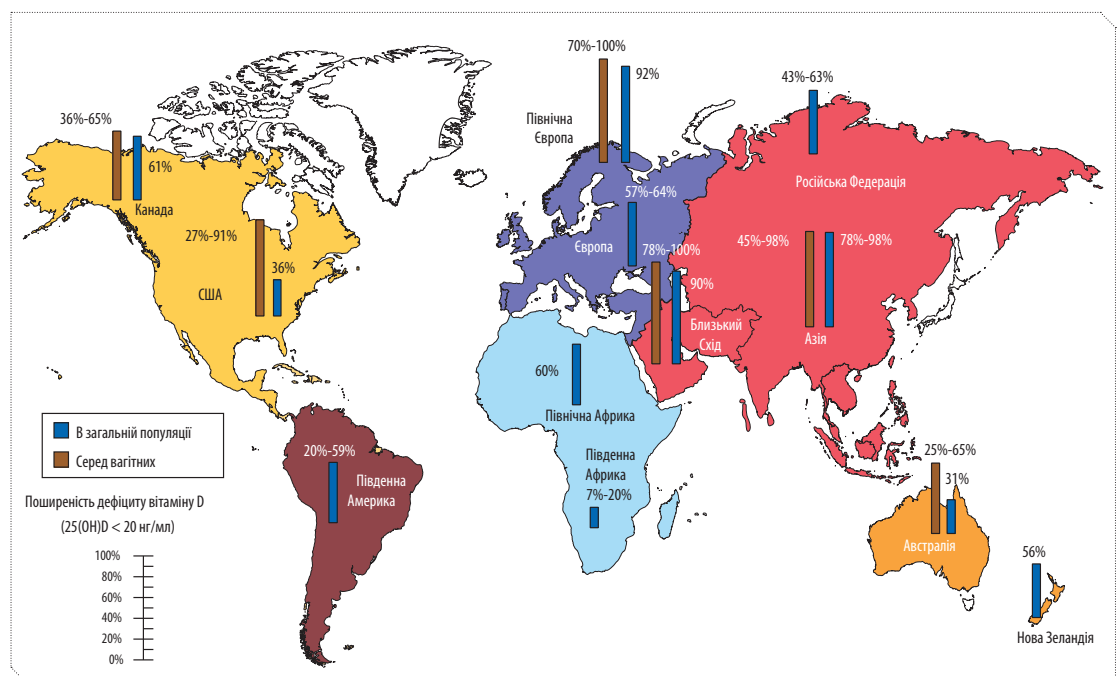 70%-100%
92%
Північна
Європа
43%-63%
Російська Федерація
36%-65%
61%
Канада
27%-91%
36%
США
57%-64%
Європа
78%-100%
90%
Близький
Схід
45%-98%
78%-98%
Азія
60%
Північна Африка
Південна
Африка
7%-20%
20%-59%
Південна
Америка
25%-65%
31%
Австралія
56%
Нова Зеландія
В загальній популяції
Серед вагітних
Поширеність дефіциту вітаміну D
(25(OH)D < 20 нг/мл)
100%
80%
60%
40%
20%
0%